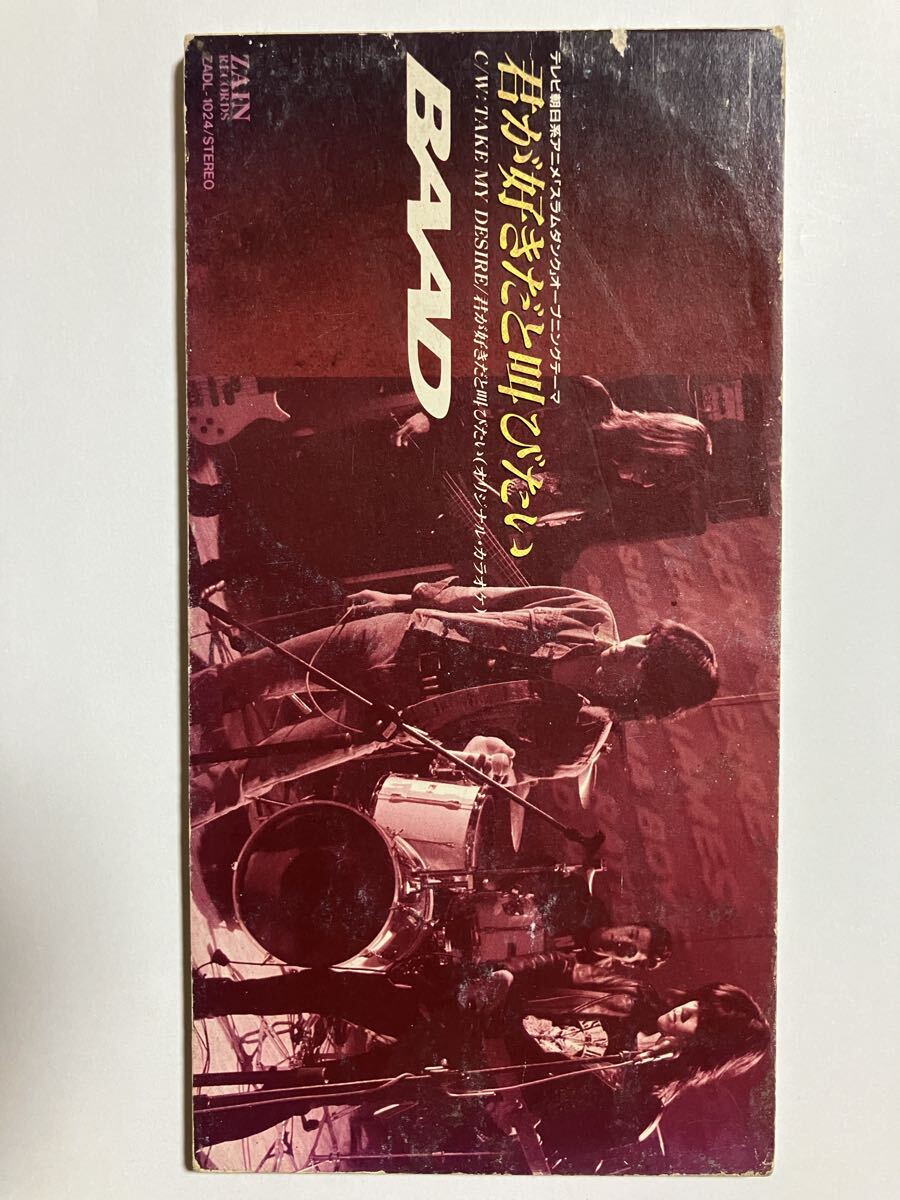 テレビ朝日系アニメ「スラムダンク」オープニングテーマ
君が好きだと叫びたい
C/W: TAKE MY DESIRE/君が好きだと叫びたい(オリジナル・カラオケ)
BAAD
ZAIN
RECORDS
ZADL-1024/STEREO